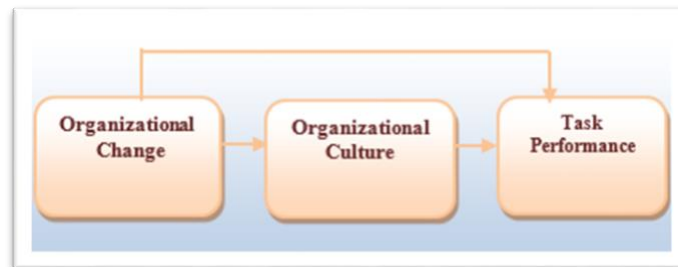 Organizational
Change
Organizational
Culture
Task
Performance